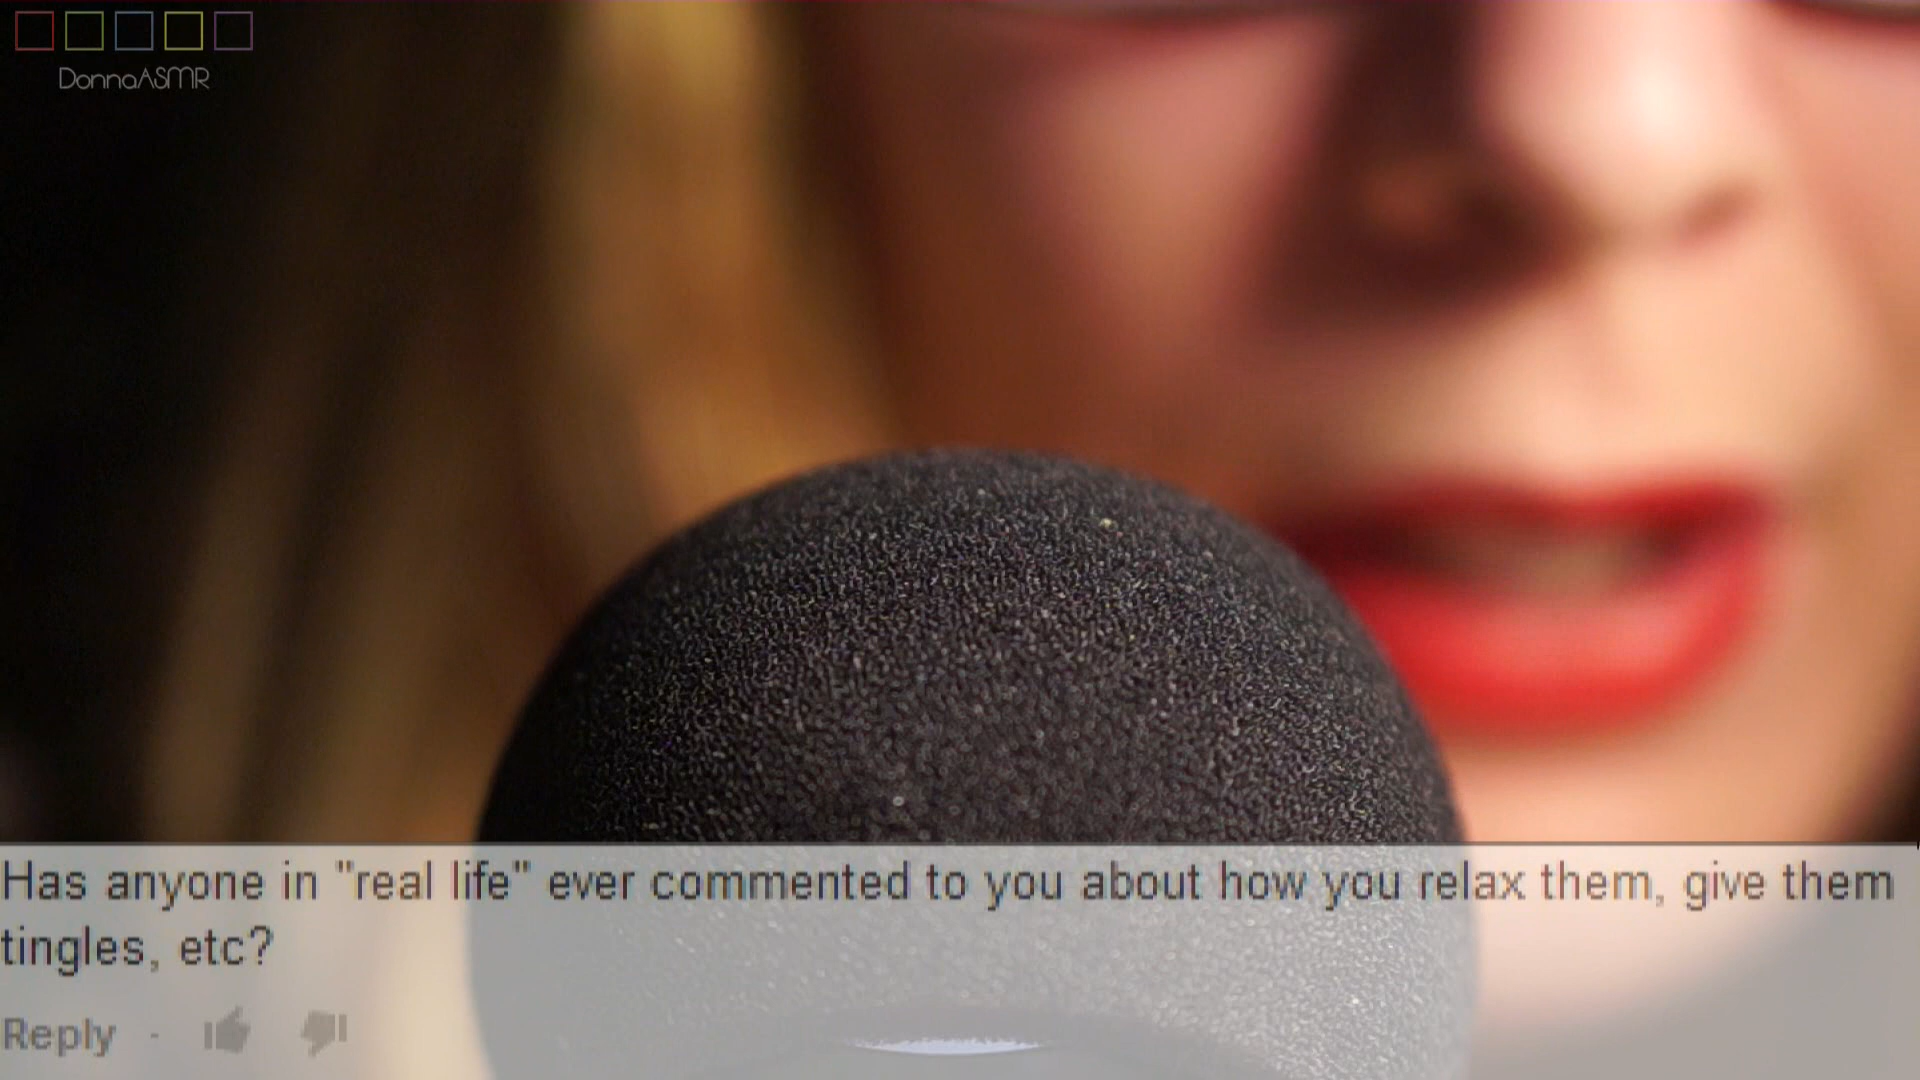 DonnaASMR
Has anyone in "real life" ever commented to you about how you relax them, give them
tingles, etc?
Reply -